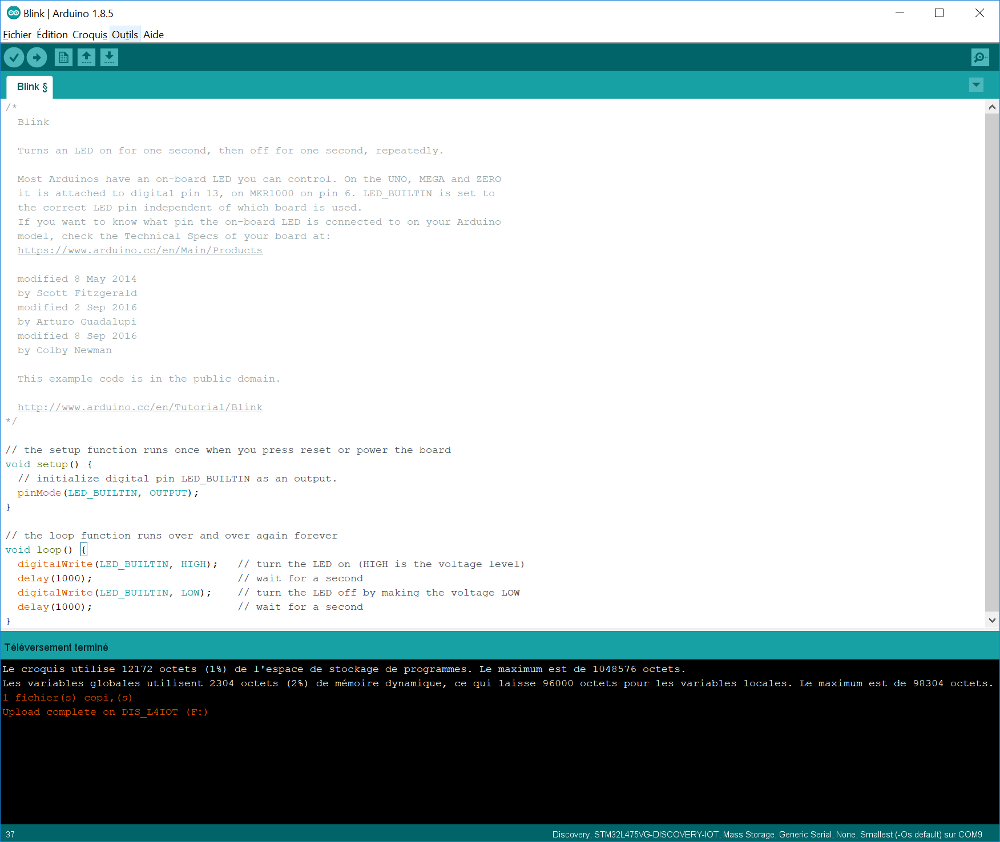 Blink | Arduino 1.8.5
Fichier Édition Croquis Outils Aide
Blink §
/*
  Blink

  Turns an LED on for one second, then off for one second, repeatedly.

  Most Arduinos have an on-board LED you can control. On the UNO, MEGA and ZERO
  it is attached to digital pin 13, on MKR1000 on pin 6. LED_BUILTIN is set to
  the correct LED pin independent of which board is used.
  If you want to know what pin the on-board LED is connected to on your Arduino
  model, check the Technical Specs of your board at:
  https://www.arduino.cc/en/Main/Products

  modified 8 May 2014
  by Scott Fitzgerald
  modified 2 Sep 2016
  by Arturo Guadalupi
  modified 8 Sep 2016
  by Colby Newman

  This example code is in the public domain.

  http://www.arduino.cc/en/Tutorial/Blink
*/

// the setup function runs once when you press reset or power the board
void setup() {
  // initialize digital pin LED_BUILTIN as an output.
  pinMode(LED_BUILTIN, OUTPUT);
}

// the loop function runs over and over again forever
void loop() {
  digitalWrite(LED_BUILTIN, HIGH);   // turn the LED on (HIGH is the voltage level)
  delay(1000);                       // wait for a second
  digitalWrite(LED_BUILTIN, LOW);    // turn the LED off by making the voltage LOW
  delay(1000);                       // wait for a second
}
Téléversement terminé
Le croquis utilise 12172 octets (1%) de l'espace de stockage de programmes. Le maximum est de 1048576 octets.
Les variables globales utilisent 2304 octets (2%) de mémoire dynamique, ce qui laisse 96000 octets pour les variables locales. Le maximum est de 98304 octets.
1 fichier(s) copi,(s)
Upload complete on DIS_L4IOT (F:)
37
Discovery, STM32L475VG-DISCOVERY-IOT, Mass Storage, Generic Serial, None, Smallest (-Os default) sur COM9